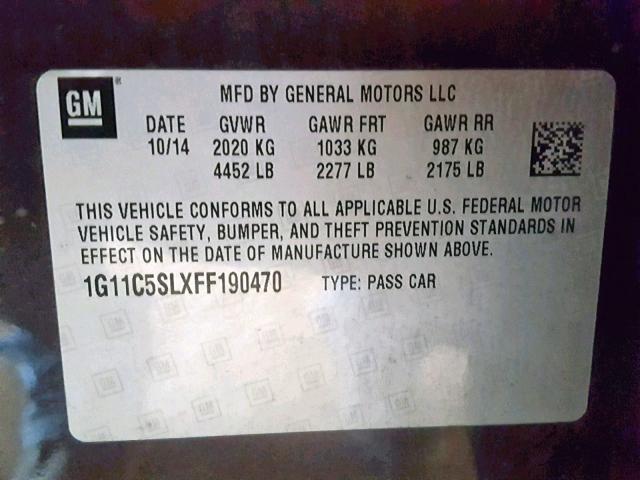 GM
MFD BY GENERAL MOTORS LLC
DATE GVWR GAWR FRT GAWR RR
10/14 2020 KG 1033 KG 987 KG
4452 LB 2277 LB 2175 LB
THIS VEHICLE CONFORMS TO ALL APPLICABLE U.S. FEDERAL MOTOR
VEHICLE SAFETY, BUMPER, AND THEFT PREVENTION STANDARDS IN
EFFECT ON THE DATE OF MANUFACTURE SHOWN ABOVE.
1G11C5SLXFF190470 TYPE: PASS CAR